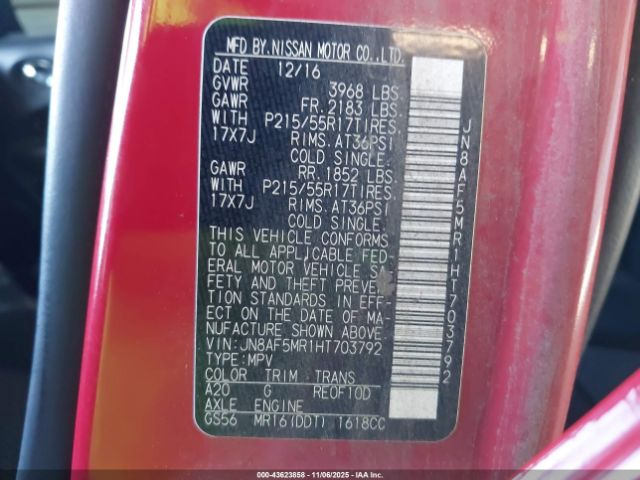 MFD BY.NISSAN MOTOR CO.,LTD.
DATE 12/16
GVWR 3968 LBS.
GAWR FR.2183 LBS.
WITH P215/55R17TIRES,
17X7J RIMS.AT36PSI
COLD SINGLE.
GAWR RR.1852 LBS.
WITH P215/55R17TIRES,
17X7J RIMS.AT36PSI
COLD SINGLE.
THIS VEHICLE CONFORMS
TO ALL APPLICABLE FED-
ERAL MOTOR VEHICLE SA-
FETY AND THEFT PREVEN-
TION STANDARDS IN EFF-
ECT ON THE DATE OF MA-
NUFACTURE SHOWN ABOVE.
VIN:JN8AF5MR1HT703792
TYPE:MPV
COLOR TRIM TRANS
A20 G RE0F10D
AXLE ENGINE
GS56 MR16(DDT) 1618CC
JN8AF5MR1HT703792
000-43623858 - 11/06/2025 - IAAI.COM